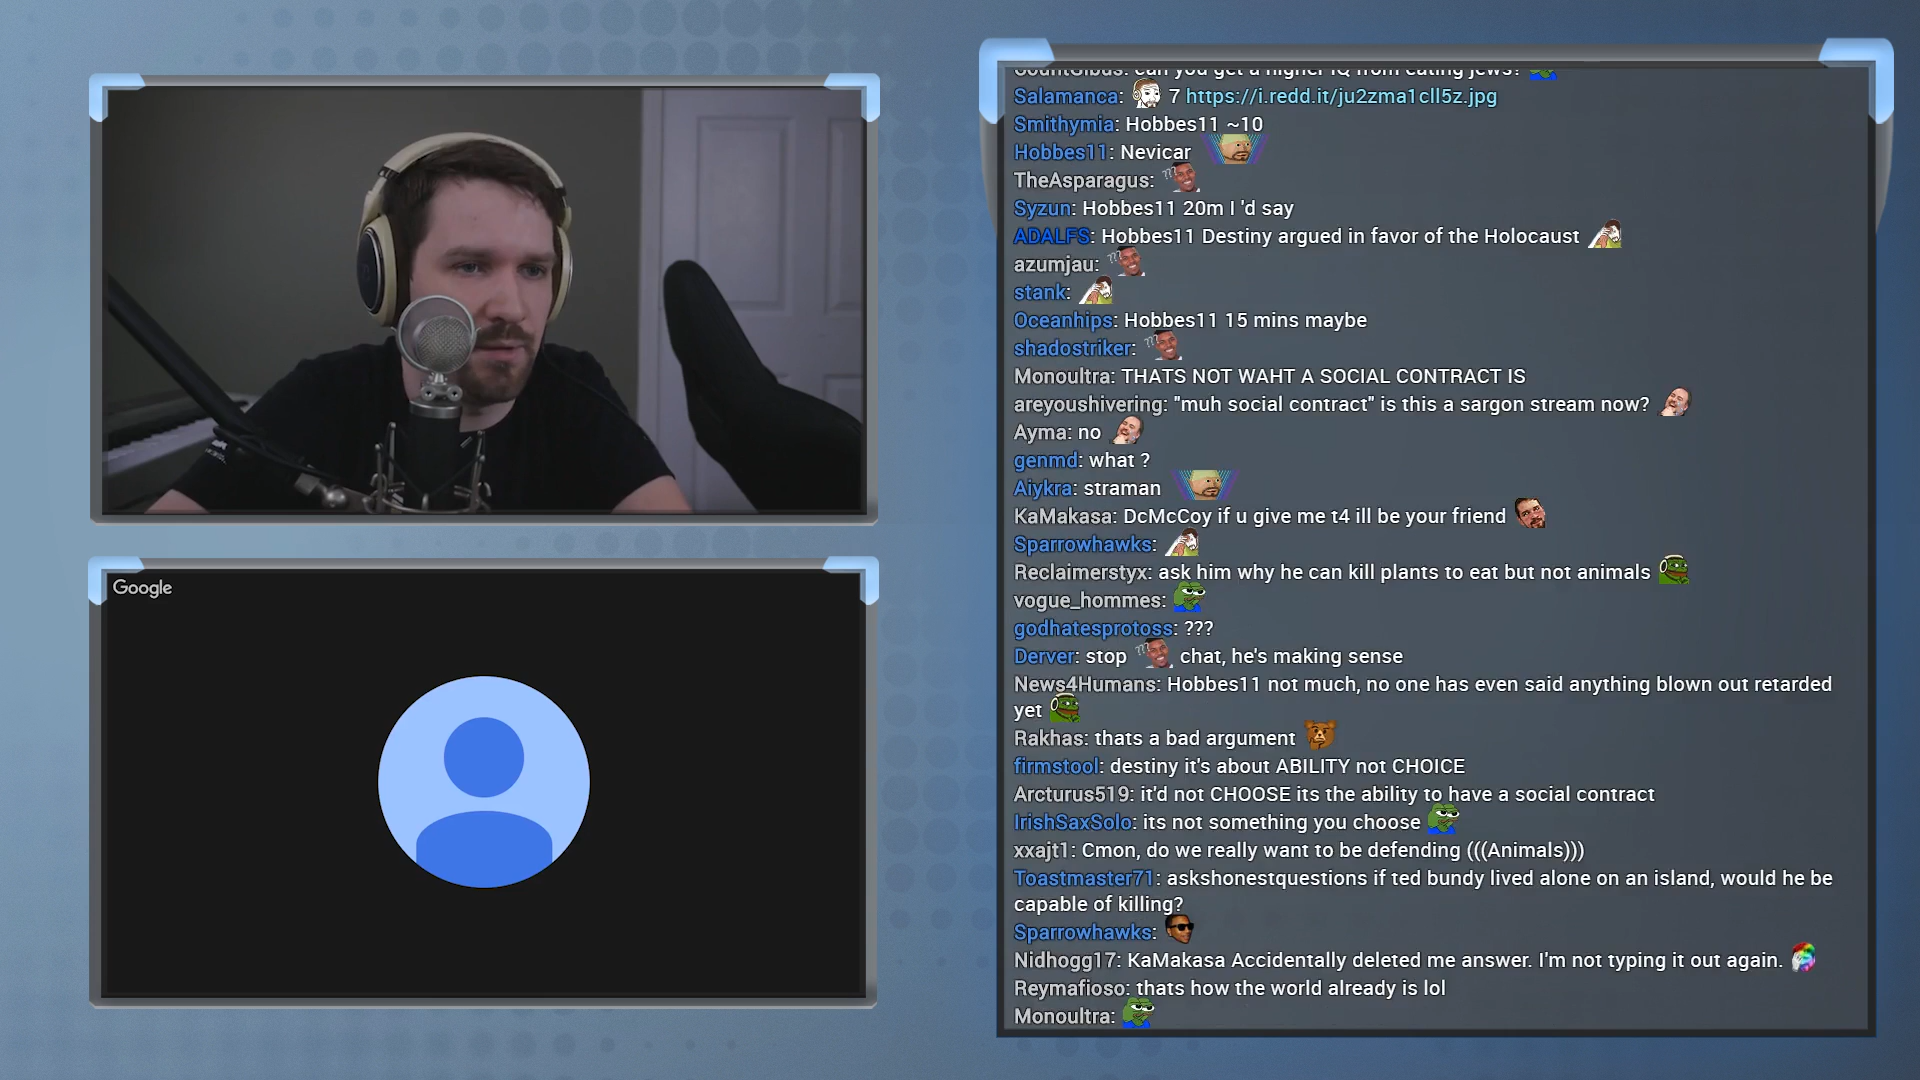 Google
CountGibus: can you get a higher IQ from eating jews?
Salamanca: 7 https://i.redd.it/ju2zma1cll5z.jpg
Smithymia: Hobbes11 ~10
Hobbes11: Nevicar
TheAsparagus:
Syzun: Hobbes11 20m I 'd say
ADALFS: Hobbes11 Destiny argued in favor of the Holocaust
azumjau:
stank:
Oceanhips: Hobbes11 15 mins maybe
shadostriker:
Monoultra: THATS NOT WAHT A SOCIAL CONTRACT IS
areyoushivering: "muh social contract" is this a sargon stream now?
Ayma: no
genmd: what ?
Aiykra: straman
KaMakasa: DcMcCoy if u give me t4 ill be your friend
Sparrowhawks:
Reclaimerstyx: ask him why he can kill plants to eat but not animals
vogue_hommes:
godhatesprotoss: ???
Derver: stop chat, he's making sense
News4Humans: Hobbes11 not much, no one has even said anything blown out retarded
yet
Rakhas: thats a bad argument
firmstool: destiny it's about ABILITY not CHOICE
Arcturus519: it'd not CHOOSE its the ability to have a social contract
IrishSaxSolo: its not something you choose
xxajt1: Cmon, do we really want to be defending (((Animals)))
Toastmaster71: askshonestquestions if ted bundy lived alone on an island, would he be
capable of killing?
Sparrowhawks:
Nidhogg17: KaMakasa Accidentally deleted me answer. I'm not typing it out again.
Reymafioso: thats how the world already is lol
Monoultra: